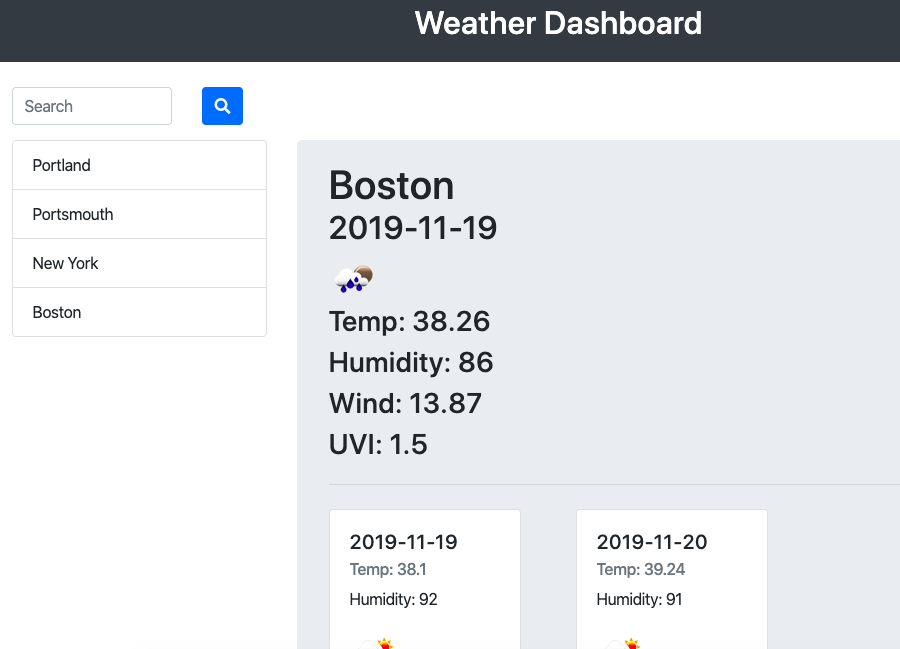 Weather Dashboard
Search
Portland
Portsmouth
New York
Boston
Boston
2019-11-19
Temp: 38.26
Humidity: 86
Wind: 13.87
UVI: 1.5
2019-11-19
Temp: 38.1
Humidity: 92
2019-11-20
Temp: 39.24
Humidity: 91